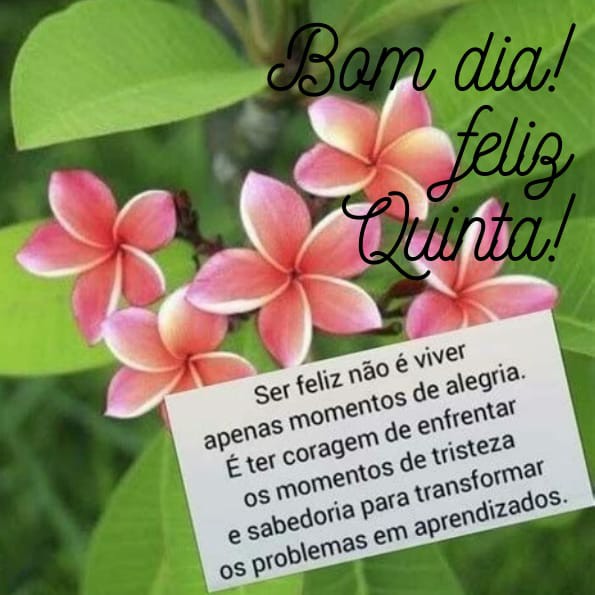 Bom dia!
feliz
Quinta!
Ser feliz não é viver
apenas momentos de alegria.
É ter coragem de enfrentar
os momentos de tristeza
e sabedoria para transformar
os problemas em aprendizados.